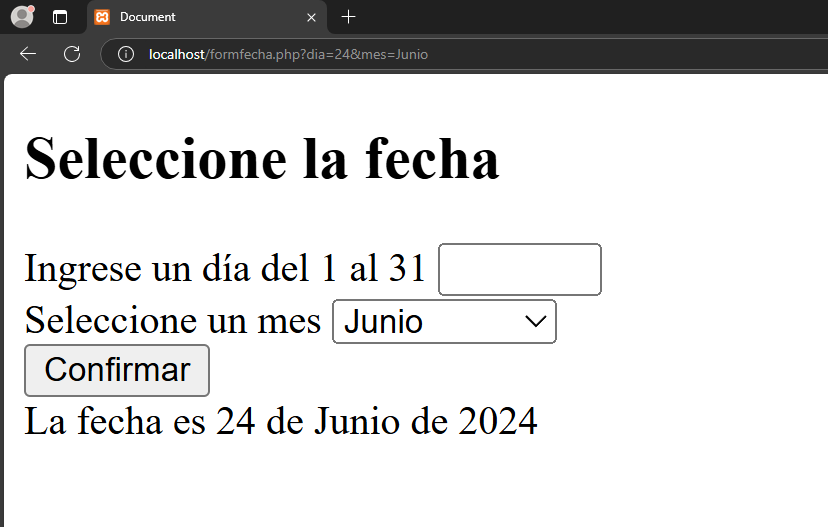 Document
localhost/formfecha.php?dia=24&mes=Junio
Seleccione la fecha
Ingrese un día del 1 al 31
Seleccione un mes Junio
Confirmar
La fecha es 24 de Junio de 2024